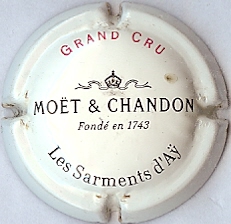 GRAND CRU
MOËT & CHANDON
Fondé en 1743
Les Sarments d'Aÿ